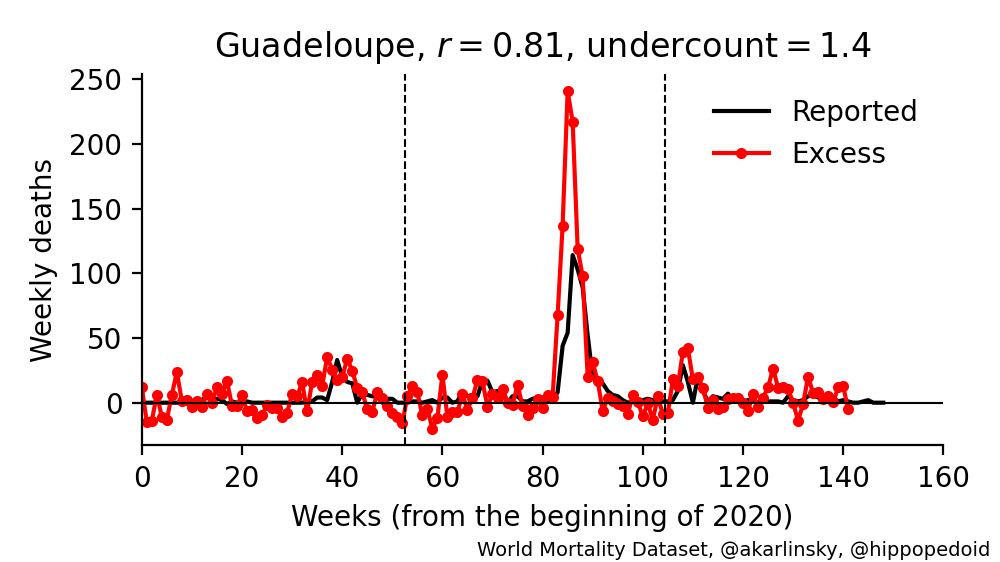 Guadeloupe, r = 0.81, undercount = 1.4
250
200
150
100
50
0
Weekly deaths
Reported
Excess
0 20 40 60 80 100 120 140 160
Weeks (from the beginning of 2020)
World Mortality Dataset, @akarlinsky, @hippopedoid